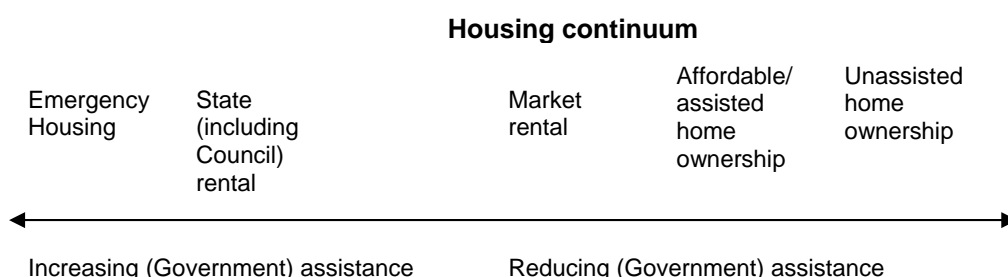 Housing continuum
Emergency
Housing
State
(including
Council)
rental
Market
rental
Affordable/
assisted
home
ownership
Unassisted
home
ownership
Increasing (Government) assistance
Reducing (Government) assistance